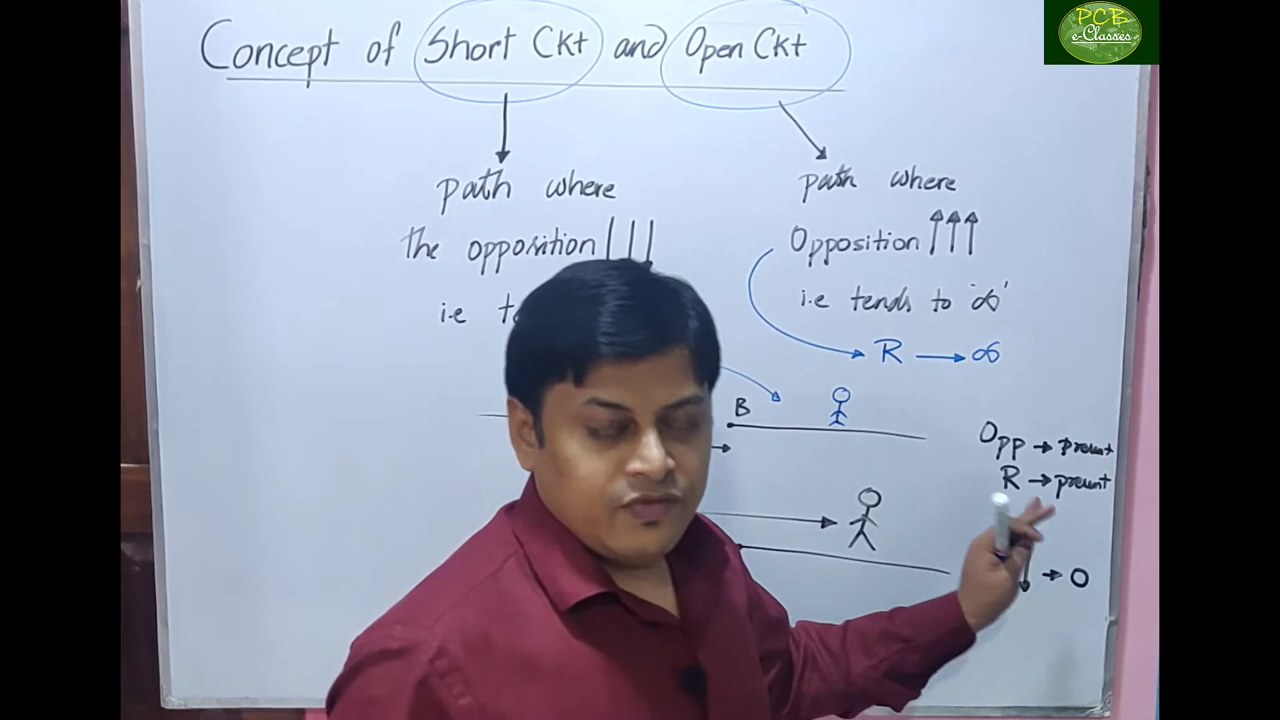 PCB
e-Classes
Concept of Short Ckt and Open Ckt
path where
the opposition
i.e
path where
Opposition
i.e tends to '∞'
R → ∞
B
Opp → present
R → present
→ 0